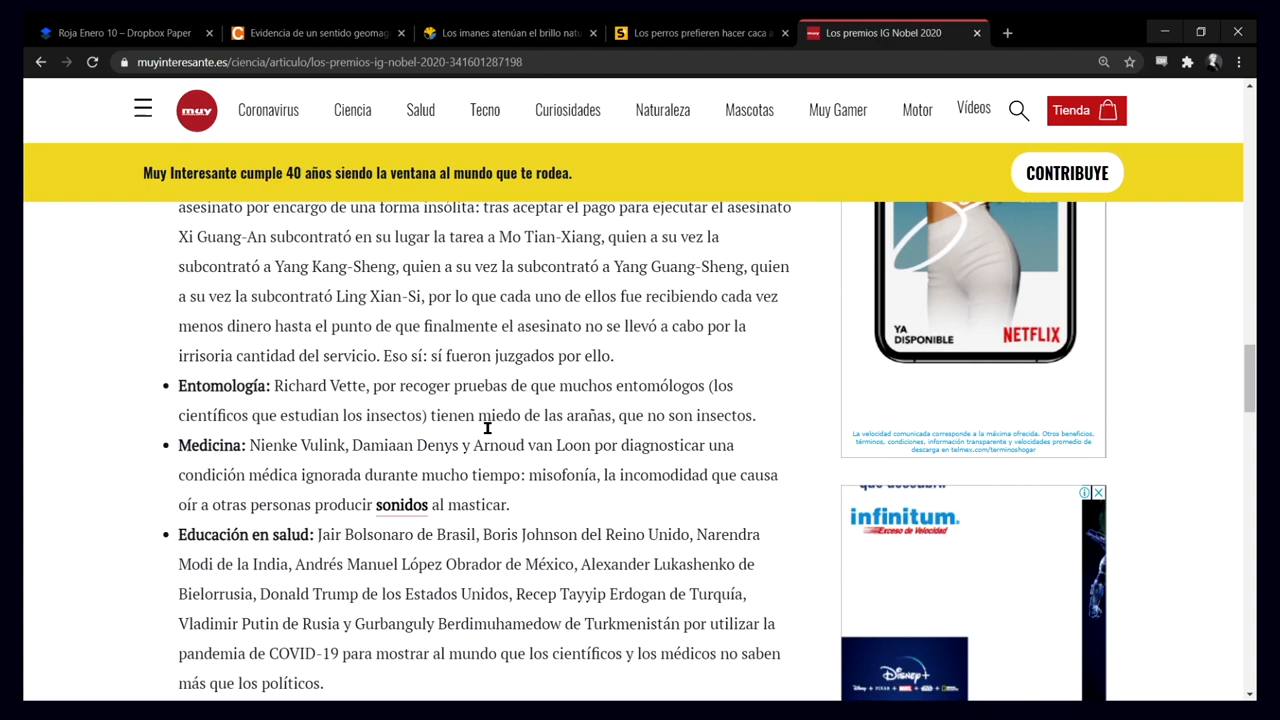 Roja Enero 10 – Dropbox Paper
Evidencia de un sentido geomag
Los imanes atenúan el brillo natu
Los perros prefieren hacer caca a
Los premios IG Nobel 2020
muyinteresante.es/ciencia/articulo/los-premios-ig-nobel-2020-341601287198
muy
Coronavirus
Ciencia
Salud
Tecno
Curiosidades
Naturaleza
Mascotas
Muy Gamer
Motor
Vídeos
Tienda
Muy Interesante cumple 40 años siendo la ventana al mundo que te rodea.
CONTRIBUYE
asesinato por encargo de una forma insólita: tras aceptar el pago para ejecutar el asesinato
Xi Guang-An subcontrató en su lugar la tarea a Mo Tian-Xiang, quien a su vez la
subcontrató a Yang Kang-Sheng, quien a su vez la subcontrató a Yang Guang-Sheng, quien
a su vez la subcontrató Ling Xian-Si, por lo que cada uno de ellos fue recibiendo cada vez
menos dinero hasta el punto de que finalmente el asesinato no se llevó a cabo por la
irrisoria cantidad del servicio. Eso sí: sí fueron juzgados por ello.
Entomología: Richard Vette, por recoger pruebas de que muchos entomólogos (los
científicos que estudian los insectos) tienen miedo de las arañas, que no son insectos.
Medicina: Nienke Vulink, Damiaan Denys y Arnoud van Loon por diagnosticar una
condición médica ignorada durante mucho tiempo: misofonía, la incomodidad que causa
oír a otras personas producir sonidos al masticar.
Educación en salud: Jair Bolsonaro de Brasil, Boris Johnson del Reino Unido, Narendra
Modi de la India, Andrés Manuel López Obrador de México, Alexander Lukashenko de
Bielorrusia, Donald Trump de los Estados Unidos, Recep Tayyip Erdogan de Turquía,
Vladimir Putin de Rusia y Gurbanguly Berdimuhamedow de Turkmenistán por utilizar la
pandemia de COVID-19 para mostrar al mundo que los científicos y los médicos no saben
más que los políticos.
YA
DISPONIBLE
NETFLIX
La velocidad comunicada corresponde a la máxima ofrecida. Otros beneficios,
términos, condiciones, información transparente y velocidades promedio de
descarga en telmex.com/terminoshogar
que descubrir.
infinitum.
Exceso de Velocidad
Disney+